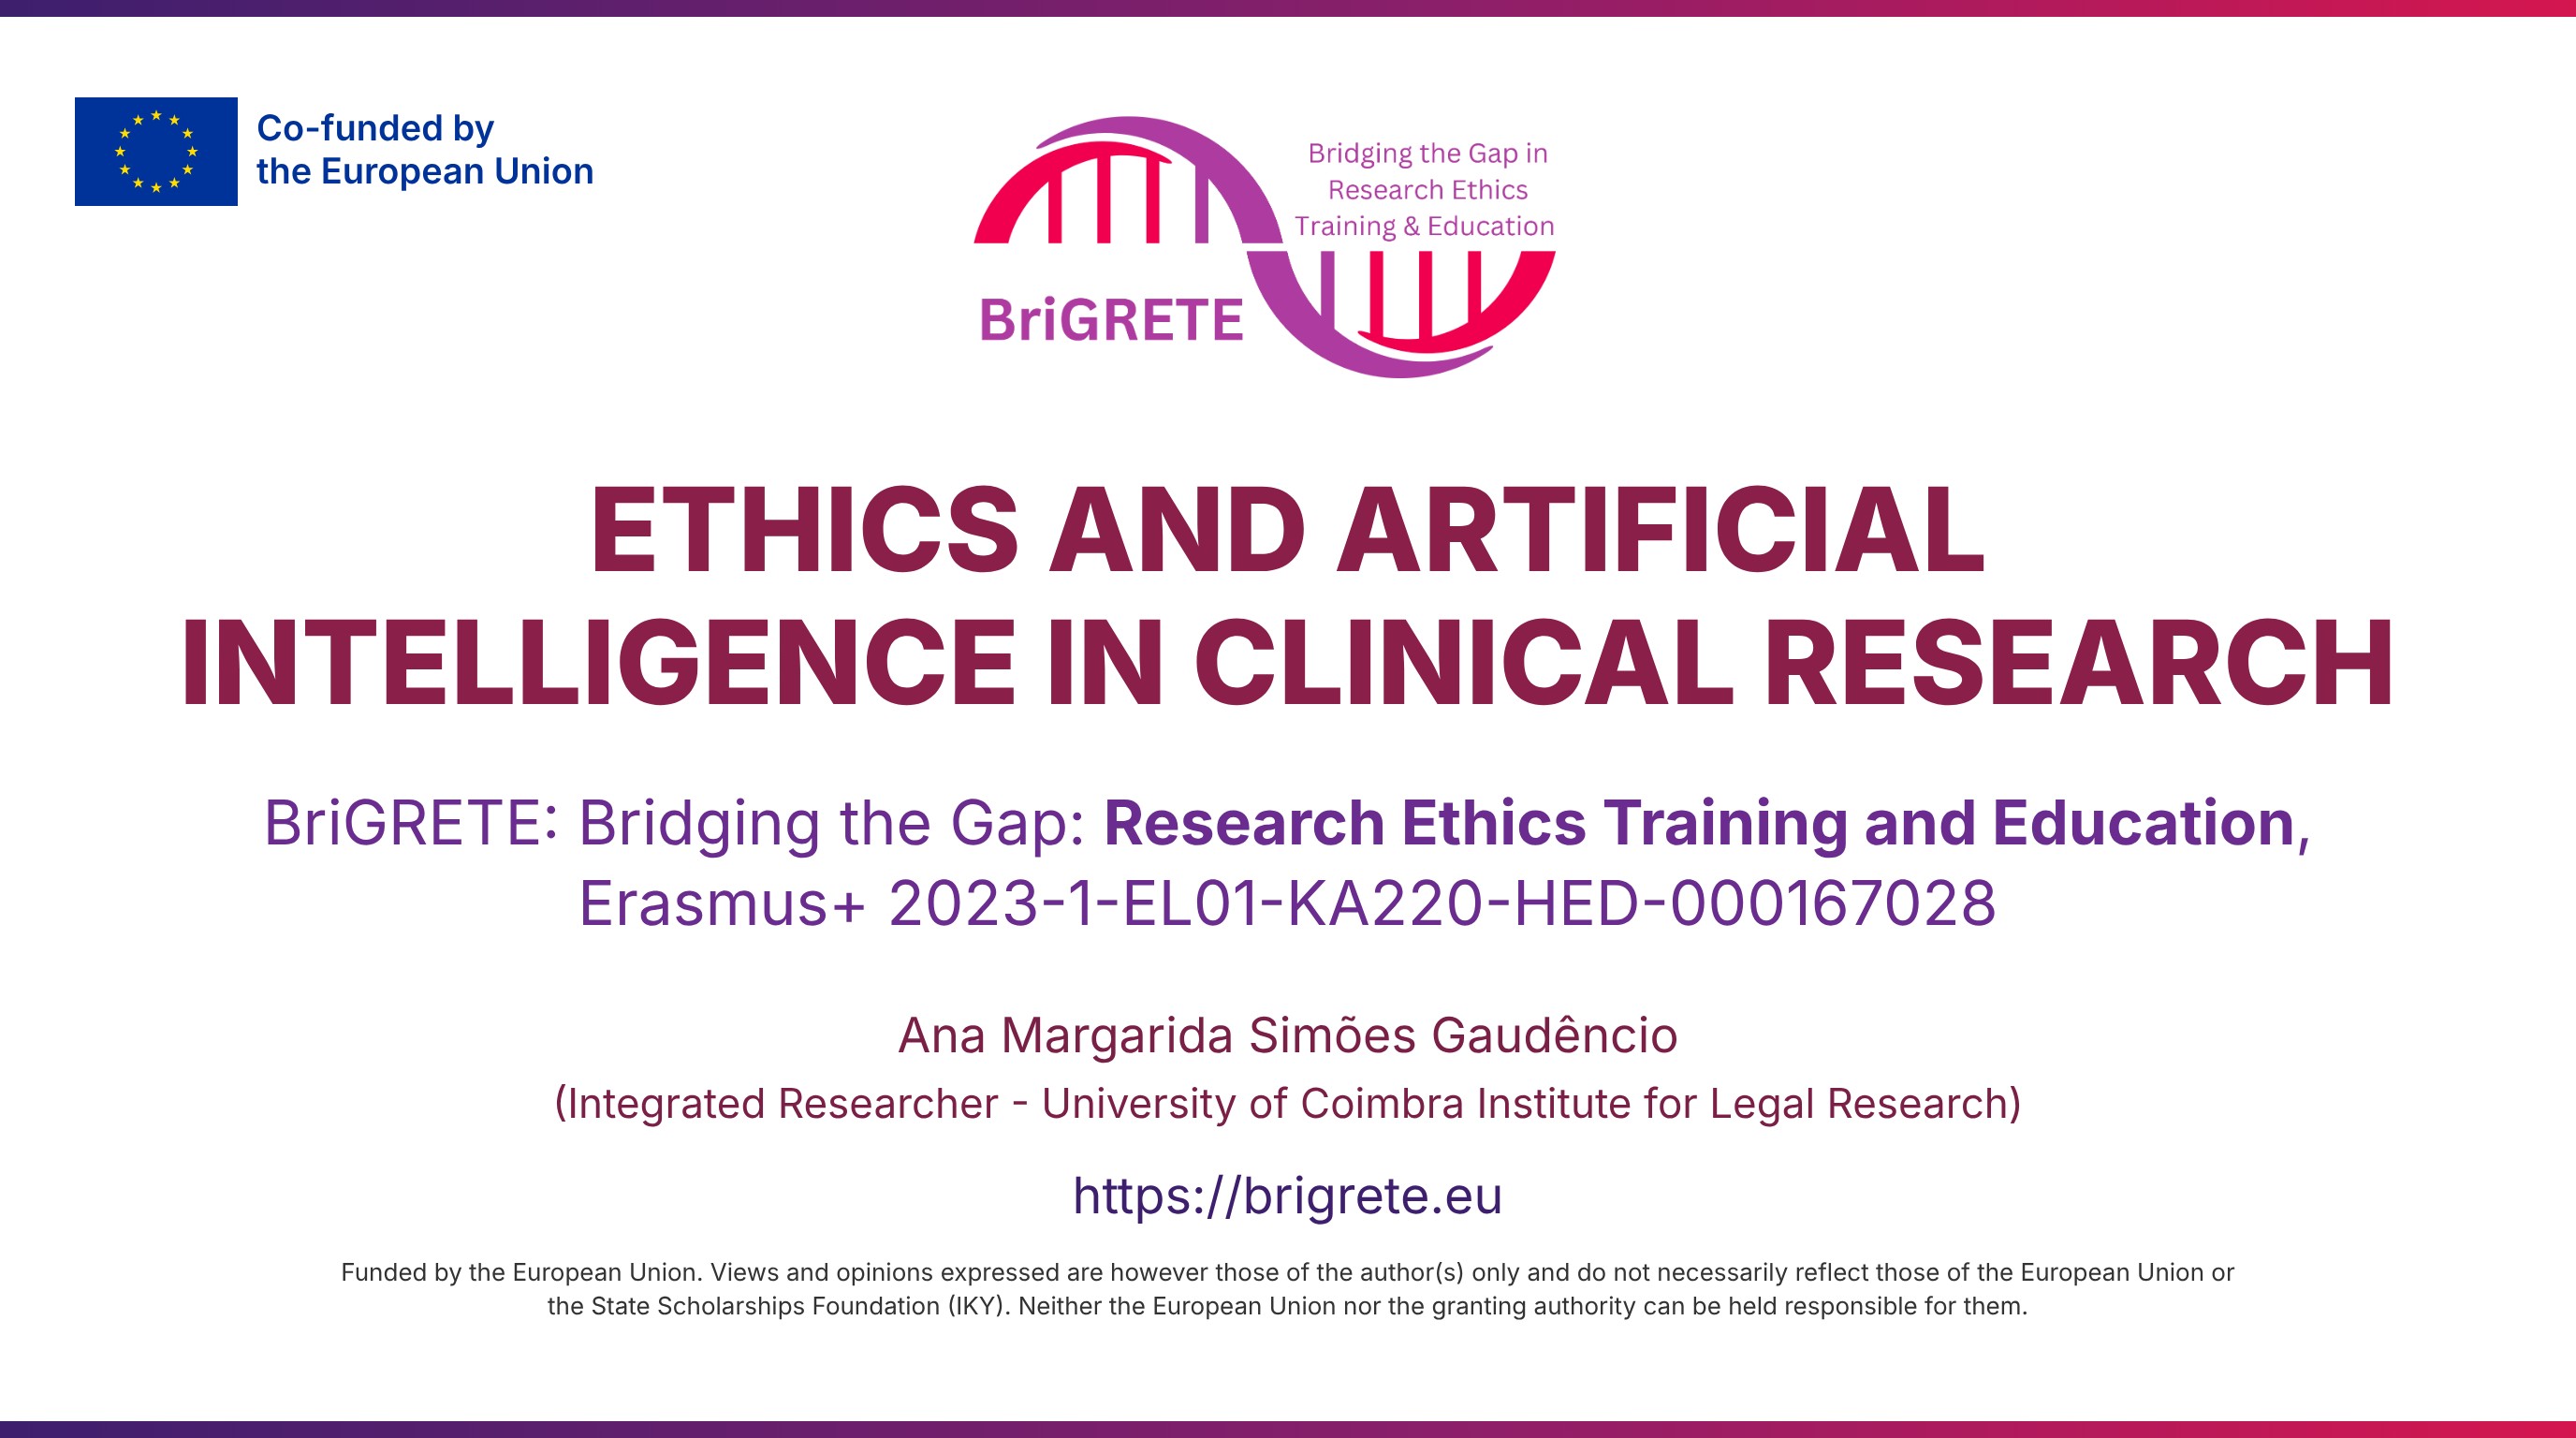 Co-funded by
the European Union
Bridging the Gap in
Research Ethics
Training & Education
BriGRETE
ETHICS AND ARTIFICIAL
INTELLIGENCE IN CLINICAL RESEARCH
BriGRETE: Bridging the Gap: Research Ethics Training and Education,
Erasmus+ 2023-1-EL01-KA220-HED-000167028
Ana Margarida Simões Gaudêncio
(Integrated Researcher - University of Coimbra Institute for Legal Research)
https://brigrete.eu
Funded by the European Union. Views and opinions expressed are however those of the author(s) only and do not necessarily reflect those of the European Union or
the State Scholarships Foundation (IKY). Neither the European Union nor the granting authority can be held responsible for them.